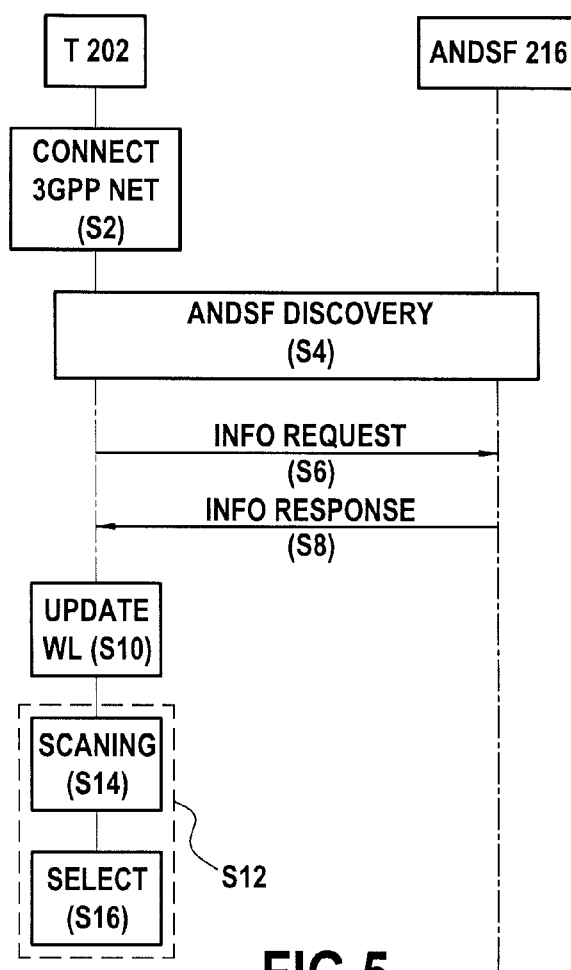 T 202
ANDSF 216
CONNECT
3GPP NET
(S2)
ANDSF DISCOVERY
(S4)
INFO REQUEST
(S6)
INFO RESPONSE
(S8)
UPDATE
WL (S10)
SCANING
(S14)
SELECT
(S16)
S12
FIG. 5